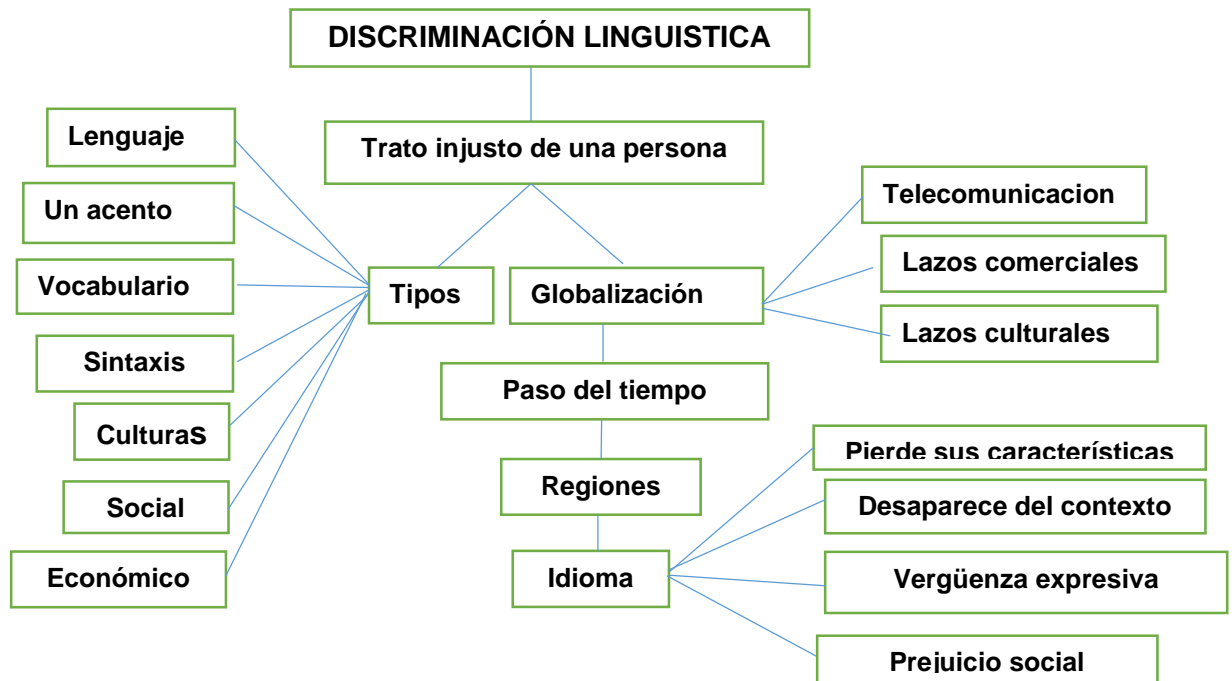 DISCRIMINACIÓN LINGUISTICA
Trato injusto de una persona
Lenguaje
Un acento
Vocabulario
Sintaxis
Culturas
Social
Económico
Tipos
Globalización
Telecomunicacion
Lazos comerciales
Lazos culturales
Paso del tiempo
Regiones
Idioma
Pierde sus característícas
Desaparece del contexto
Vergüenza expresiva
Prejuicio social